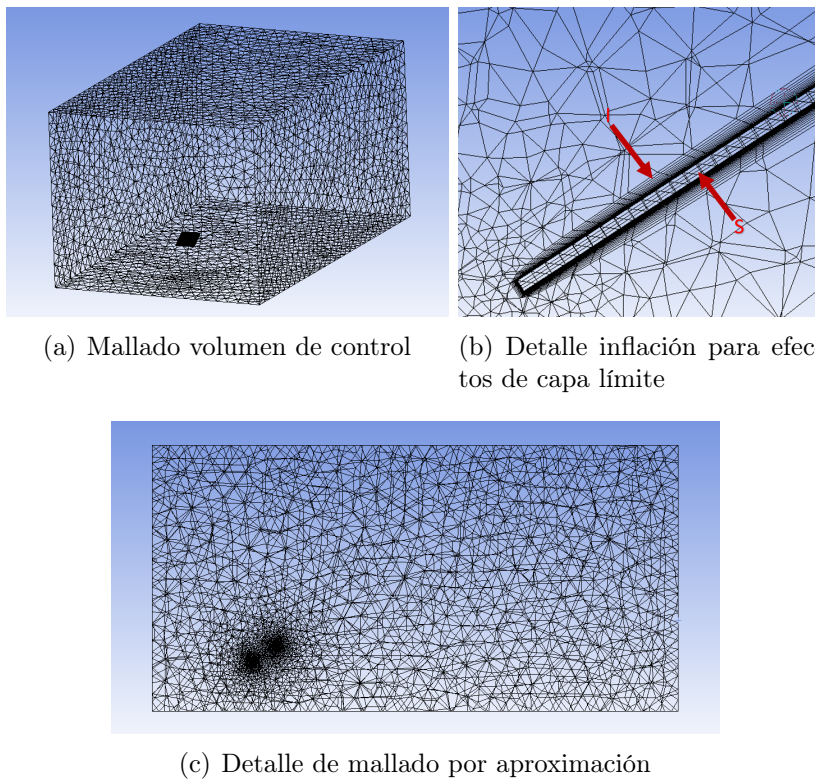 I
S
(a) Mallado volumen de control
(b) Detalle inflación para efec
tos de capa límite
(c) Detalle de mallado por aproximación